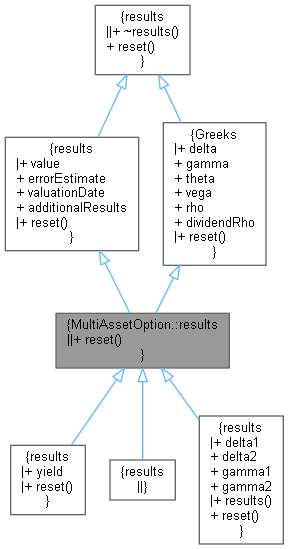 {results
||+ ~results()
+ reset()
}
{results
|+ value
+ errorEstimate
+ valuationDate
+ additionalResults
|+ reset()
}
{Greeks
|+ delta
+ gamma
+ theta
+ vega
+ rho
+ dividendRho
|+ reset()
}
{MultiAssetOption::results
||+ reset()
}
{results
|+ yield
|+ reset()
}
{results
||}
{results
|+ delta1
+ delta2
+ gamma1
+ gamma2
|+ results()
+ reset()
}